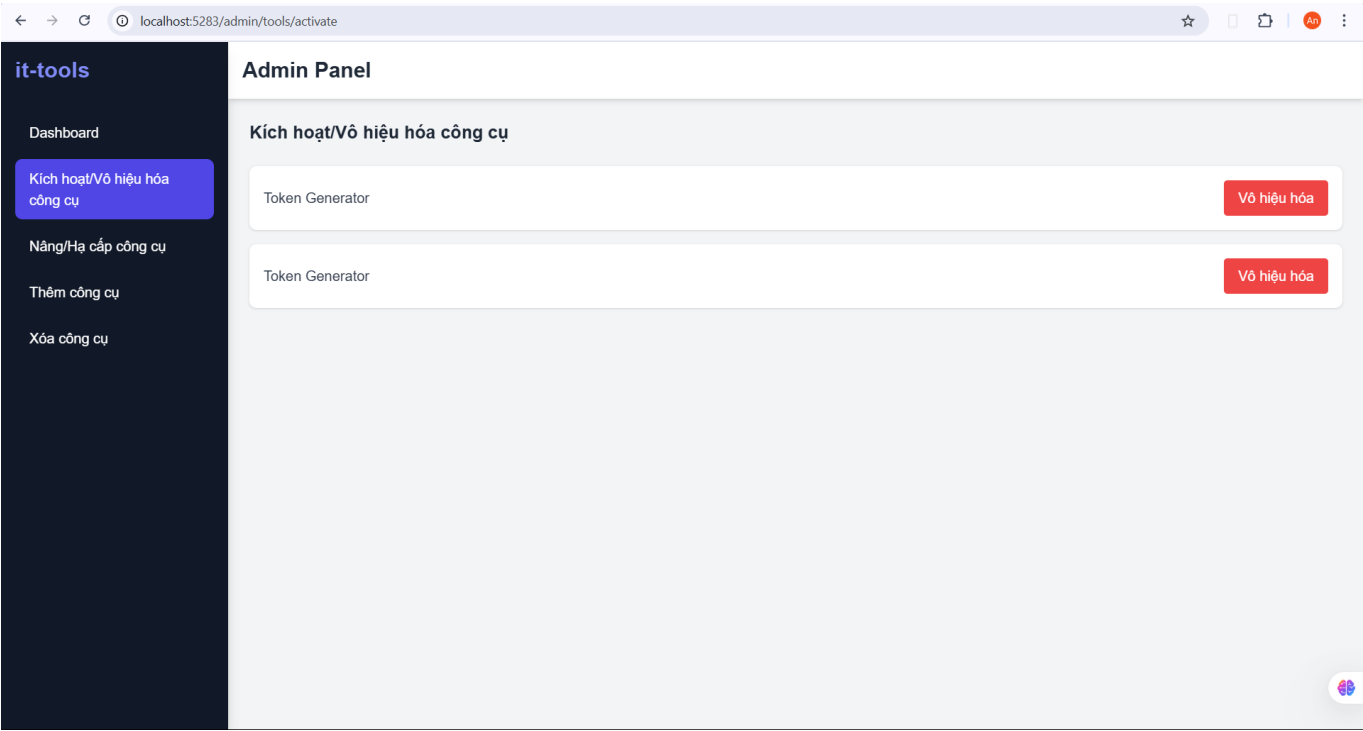 localhost:5283/admin/tools/activate
An
it-tools
Admin Panel
Dashboard
Kích hoạt/Vô hiệu hóa
công cụ
Nâng/Hạ cấp công cụ
Thêm công cụ
Xóa công cụ
Kích hoạt/Vô hiệu hóa công cụ
Token Generator
Vô hiệu hóa
Token Generator
Vô hiệu hóa